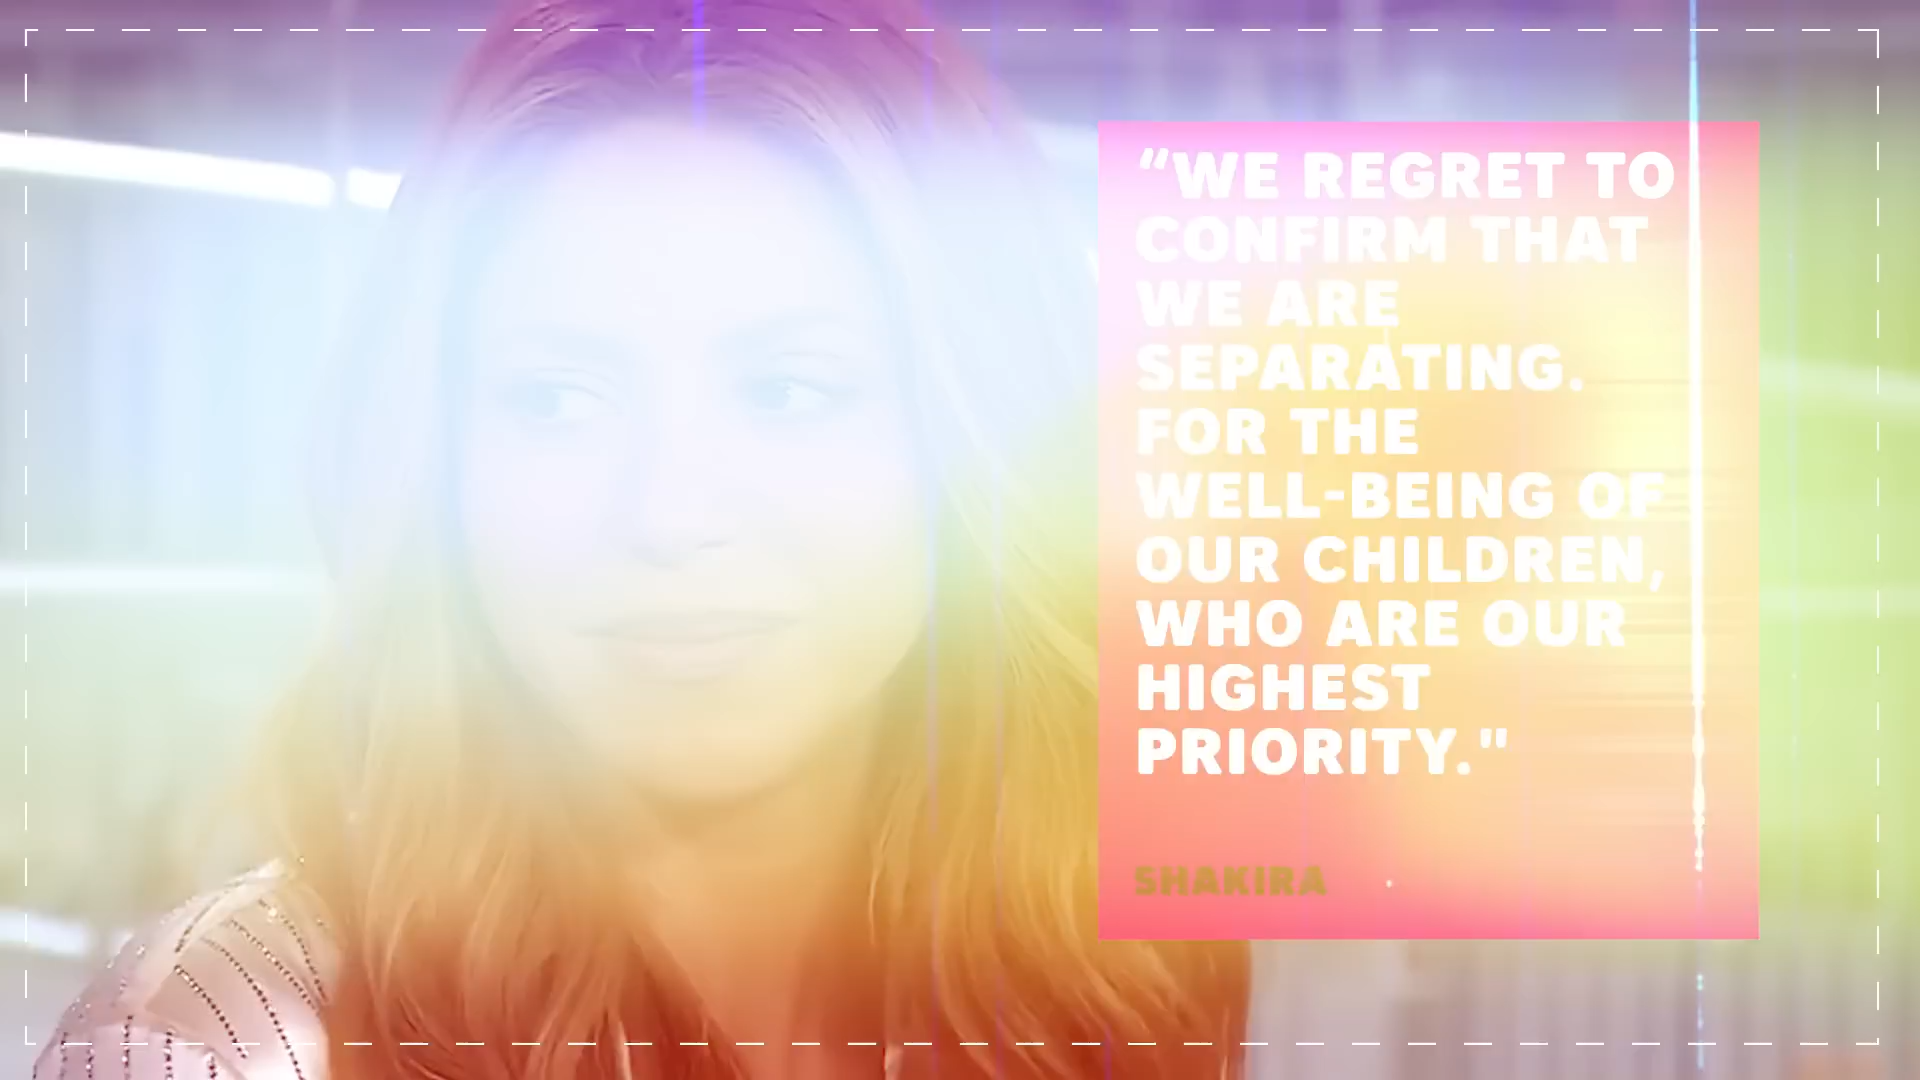 “WE REGRET TO
CONFIRM THAT
WE ARE
SEPARATING.
FOR THE
WELL-BEING OF
OUR CHILDREN,
WHO ARE OUR
HIGHEST
PRIORITY."
SHAKIRA